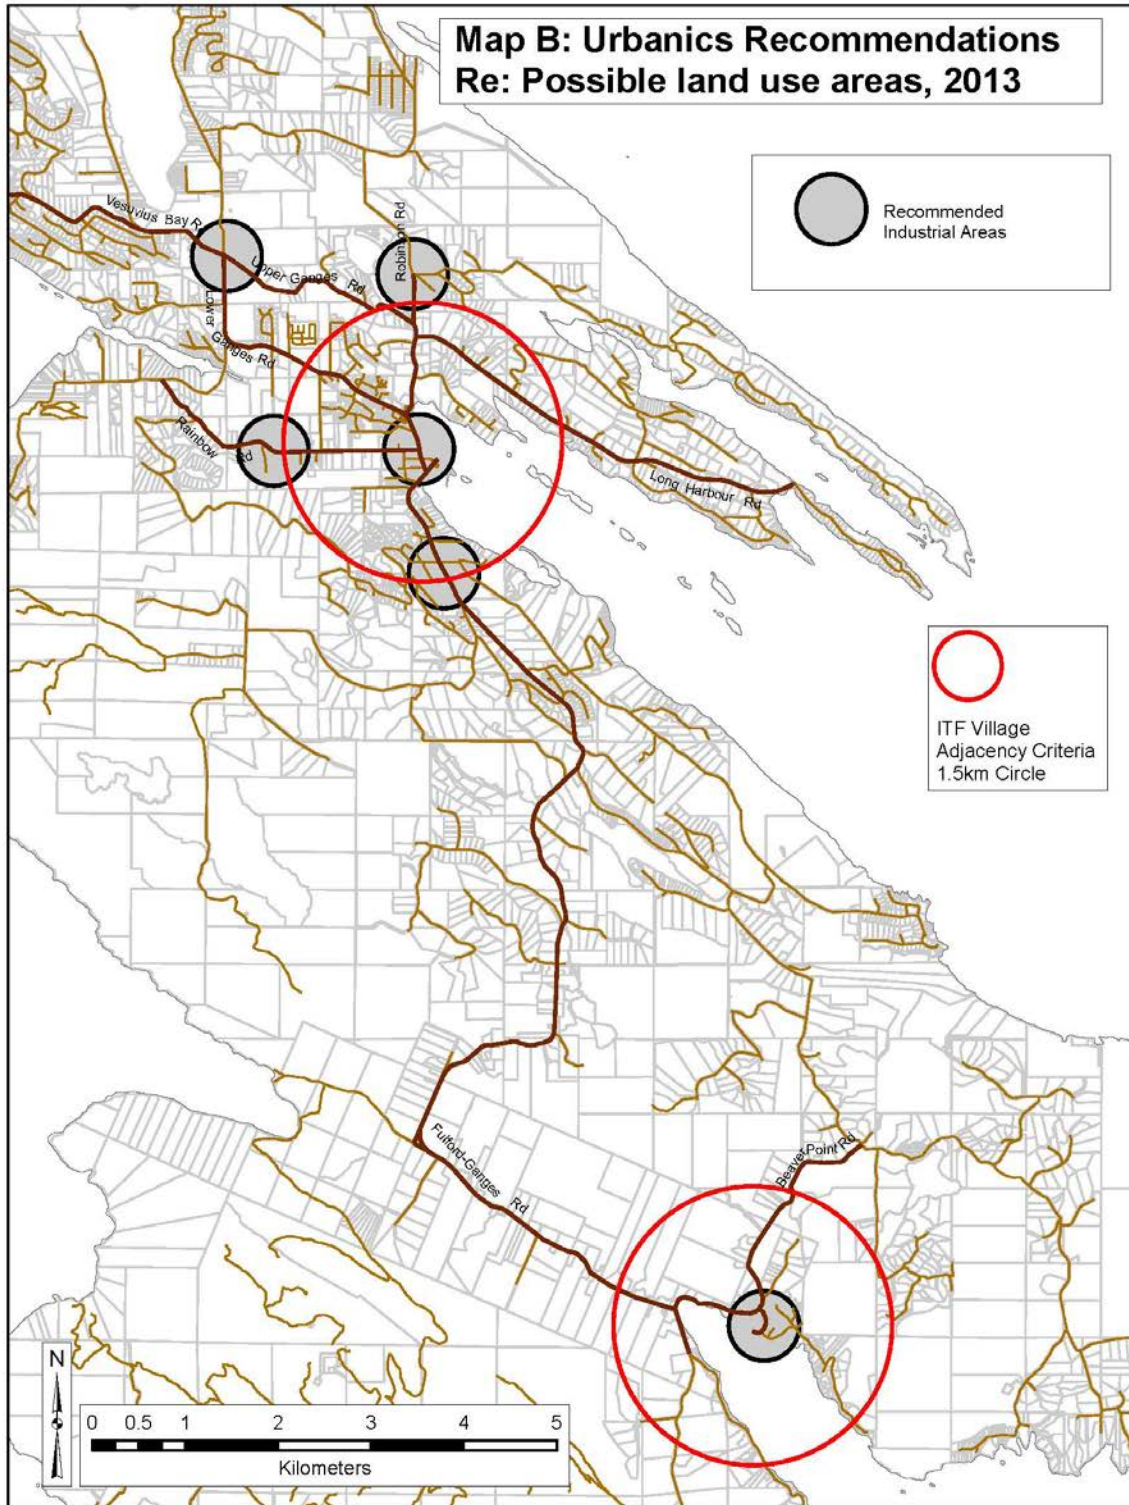 Map B: Urbanics Recommendations
Re: Possible land use areas, 2013
Recommended
Industrial Areas
Vesuvius Bay R
Upper Ganges Rd
Robinson Rd
Lower Ganges Rd
Rainbow Rd
Long Harbour Rd
ITF Village
Adjacency Criteria
1.5km Circle
Fulford-Ganges Rd
Beaver-Point Rd
N
0 0.5 1 2 3 4 5
Kilometers